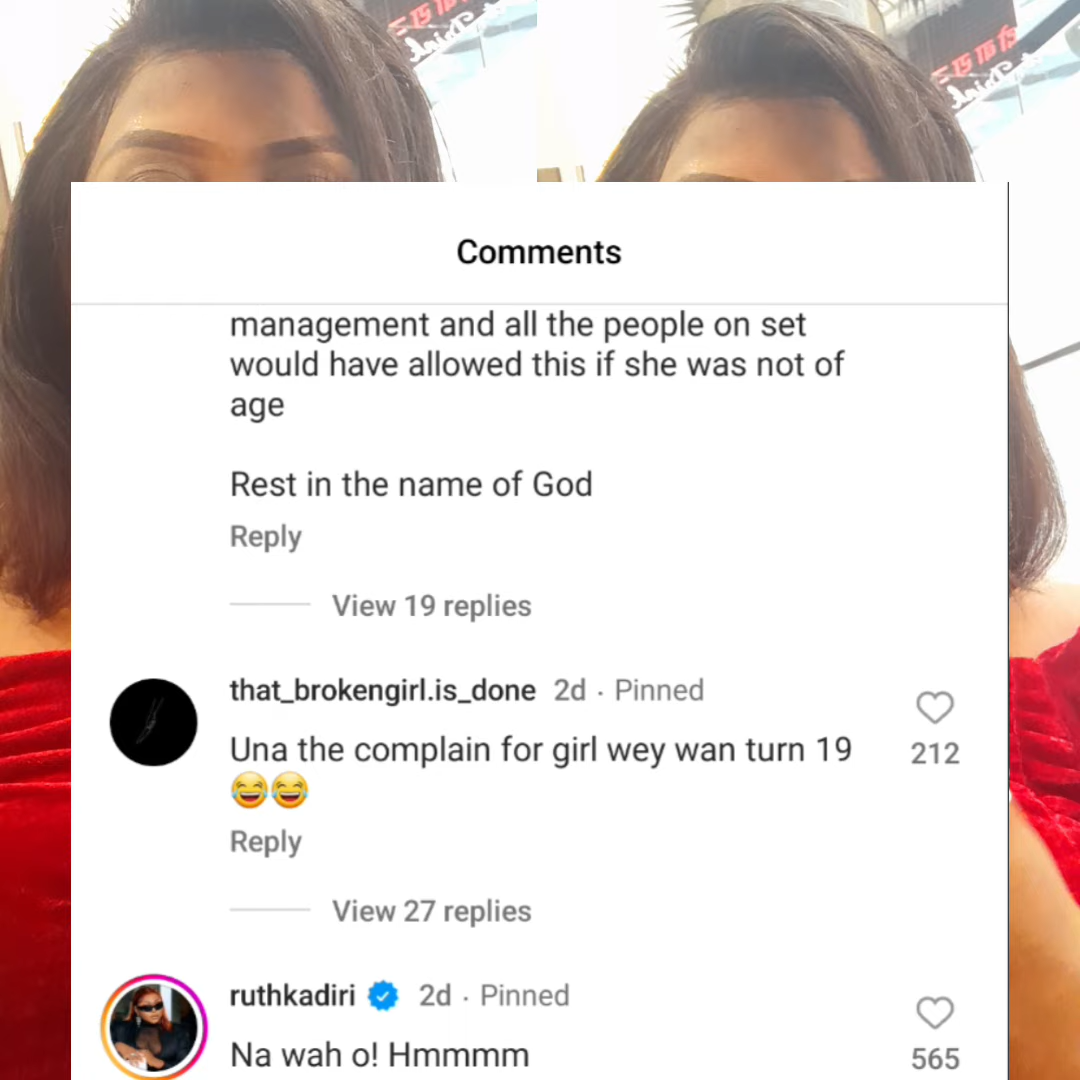 Comments
management and all the people on set
would have allowed this if she was not of
age
Rest in the name of God
Reply
View 19 replies
that_brokengirl.is_done 2d · Pinned
Una the complain for girl wey wan turn 19
😂😂
212
Reply
View 27 replies
ruthkadiri 2d · Pinned
Na wah o! Hmmmm
565